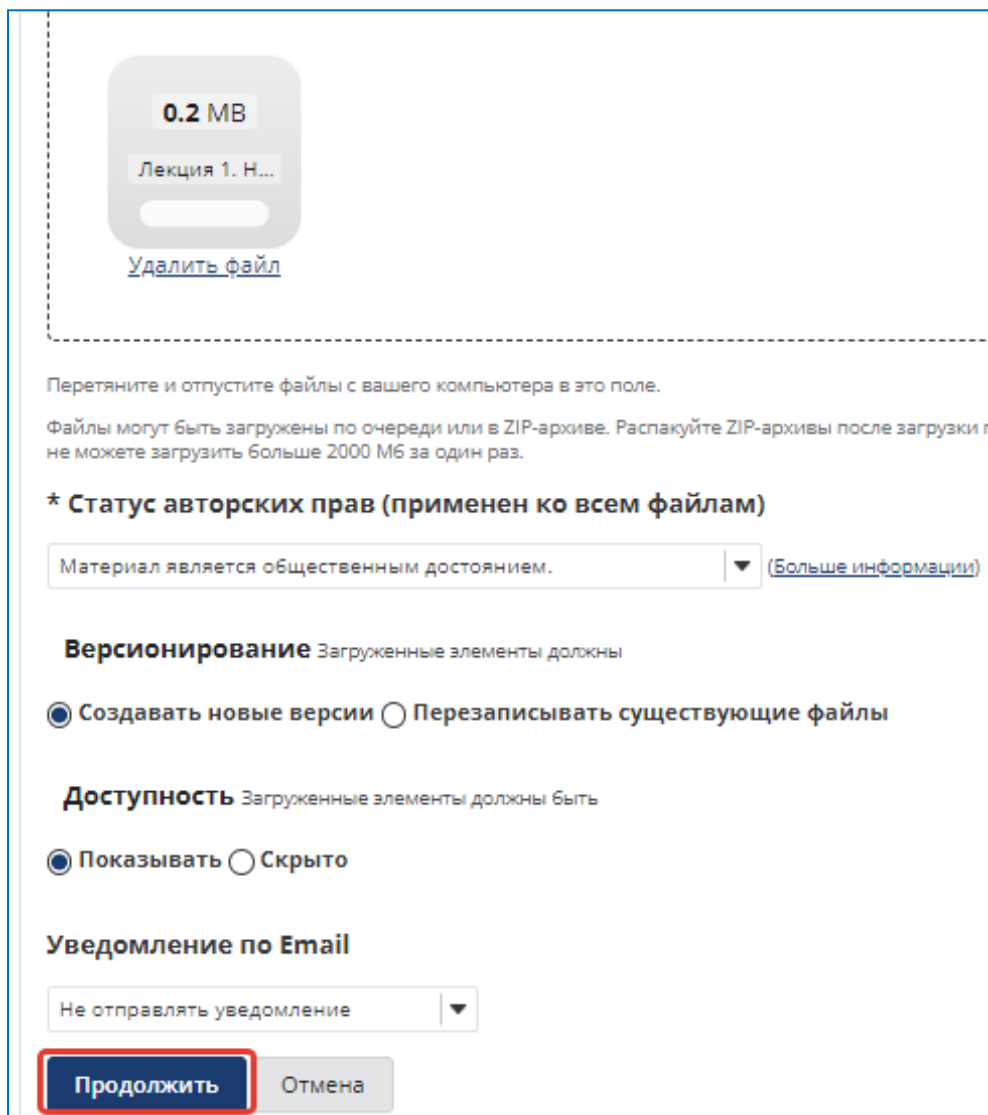 0.2 MB
Лекция 1. Н...
Удалить файл
Перетяните и отпустите файлы с вашего компьютера в это поле.
Файлы могут быть загружены по очереди или в ZIP-архиве. Распакуйте ZIP-архивы после загрузки
не можете загрузить больше 2000 Мб за один раз.
* Статус авторских прав (применен ко всем файлам)
Материал является общественным достоянием. (Больше информации)
Версионирование Загруженные элементы должны
Создавать новые версии Перезаписывать существующие файлы
Доступность Загруженные элементы должны быть
Показывать Скрыто
Уведомление по Email
Не отправлять уведомление
Продолжить Отмена